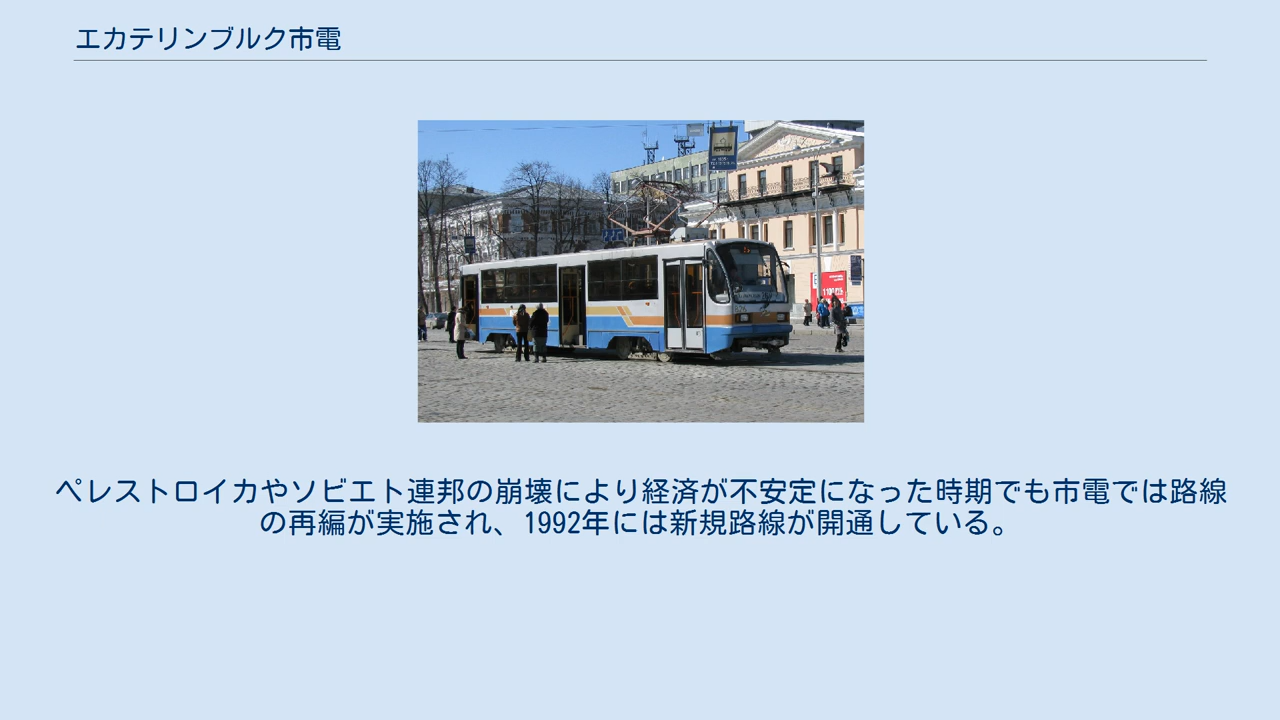 エカテリンブルク市電
ペレストロイカやソビエト連邦の崩壊により経済が不安定になった時期でも市電では路線
の再編が実施され、1992年には新規路線が開通している。